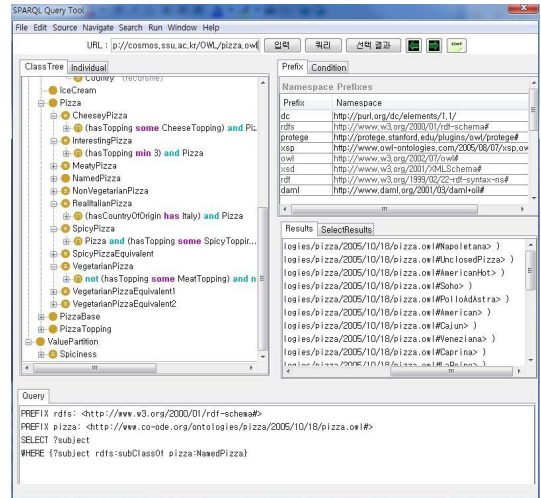 SPARQL Query Tool
File Edit Source Navigate Search Run Window Help
URL : p://cosmos,ssu,ac,kr/OWL/pizza,owl 입력 쿼리 선택 결과
ClassTree Individual
Country (recursive)
IceCream
Pizza
CheeseyPizza
(hasTopping some CheeseTopping) and Pi
InterestingPizza
(hasTopping min 3) and Pizza
MeatyPizza
NamedPizza
NonVegetarianPizza
RealItalianPizza
(hasCountryOfOrigin has Italy) and Pizza
SpicyPizza
Pizza and (hasTopping some SpicyToppir...
SpicyPizzaEquivalent
VegetarianPizza
not (hasTopping some MeatTopping) and n
VegetarianPizzaEquivalent1
VegetarianPizzaEquivalent2
PizzaBase
PizzaTopping
ValuePartition
Spiciness
Prefix Condition
Namespace Prefixes
Prefix Namespace
dc http://purl,org/dc/elements/1,1/
rdfs http://www,w3,org/2000/01/rdf-schema#
protege http://protege,stanford,edu/plugins/owl/protege#
xsp http://www,owl-ontologies,com/2005/08/07/xsp,ow
owl http://www,w3,org/2002/07/owl#
xsd http://www,w3,org/2001/XMLSchema#
rdf http://www,w3,org/1999/02/22-rdf-syntax-ns#
daml http://www,daml,org/2001/03/daml+oil#
Results SelectResults
logies/pizza/2005/10/18/pizza.owl#Napoletana> )
logies/pizza/2005/10/18/pizza.owl#UnclosedPizza> )
logies/pizza/2005/10/18/pizza.owl#AmericanHot> )
logies/pizza/2005/10/18/pizza.owl#Soho> )
logies/pizza/2005/10/18/pizza.owl#PolloAdAstra> )
logies/pizza/2005/10/18/pizza.owl#American> )
logies/pizza/2005/10/18/pizza.owl#Cajun> )
logies/pizza/2005/10/18/pizza.owl#Veneziana> )
logies/pizza/2005/10/18/pizza.owl#Caprina> )
logies/pizza/2005/10/18/pizza.owl#LaReine> )
Query
PREFIX rdfs: <http://www.w3.org/2000/01/rdf-schema#>
PREFIX pizza: <http://www.co-ode.org/ontologies/pizza/2005/10/18/pizza.owl#>
SELECT ?subject
WHERE {?subject rdfs:subClassOf pizza:NamedPizza}